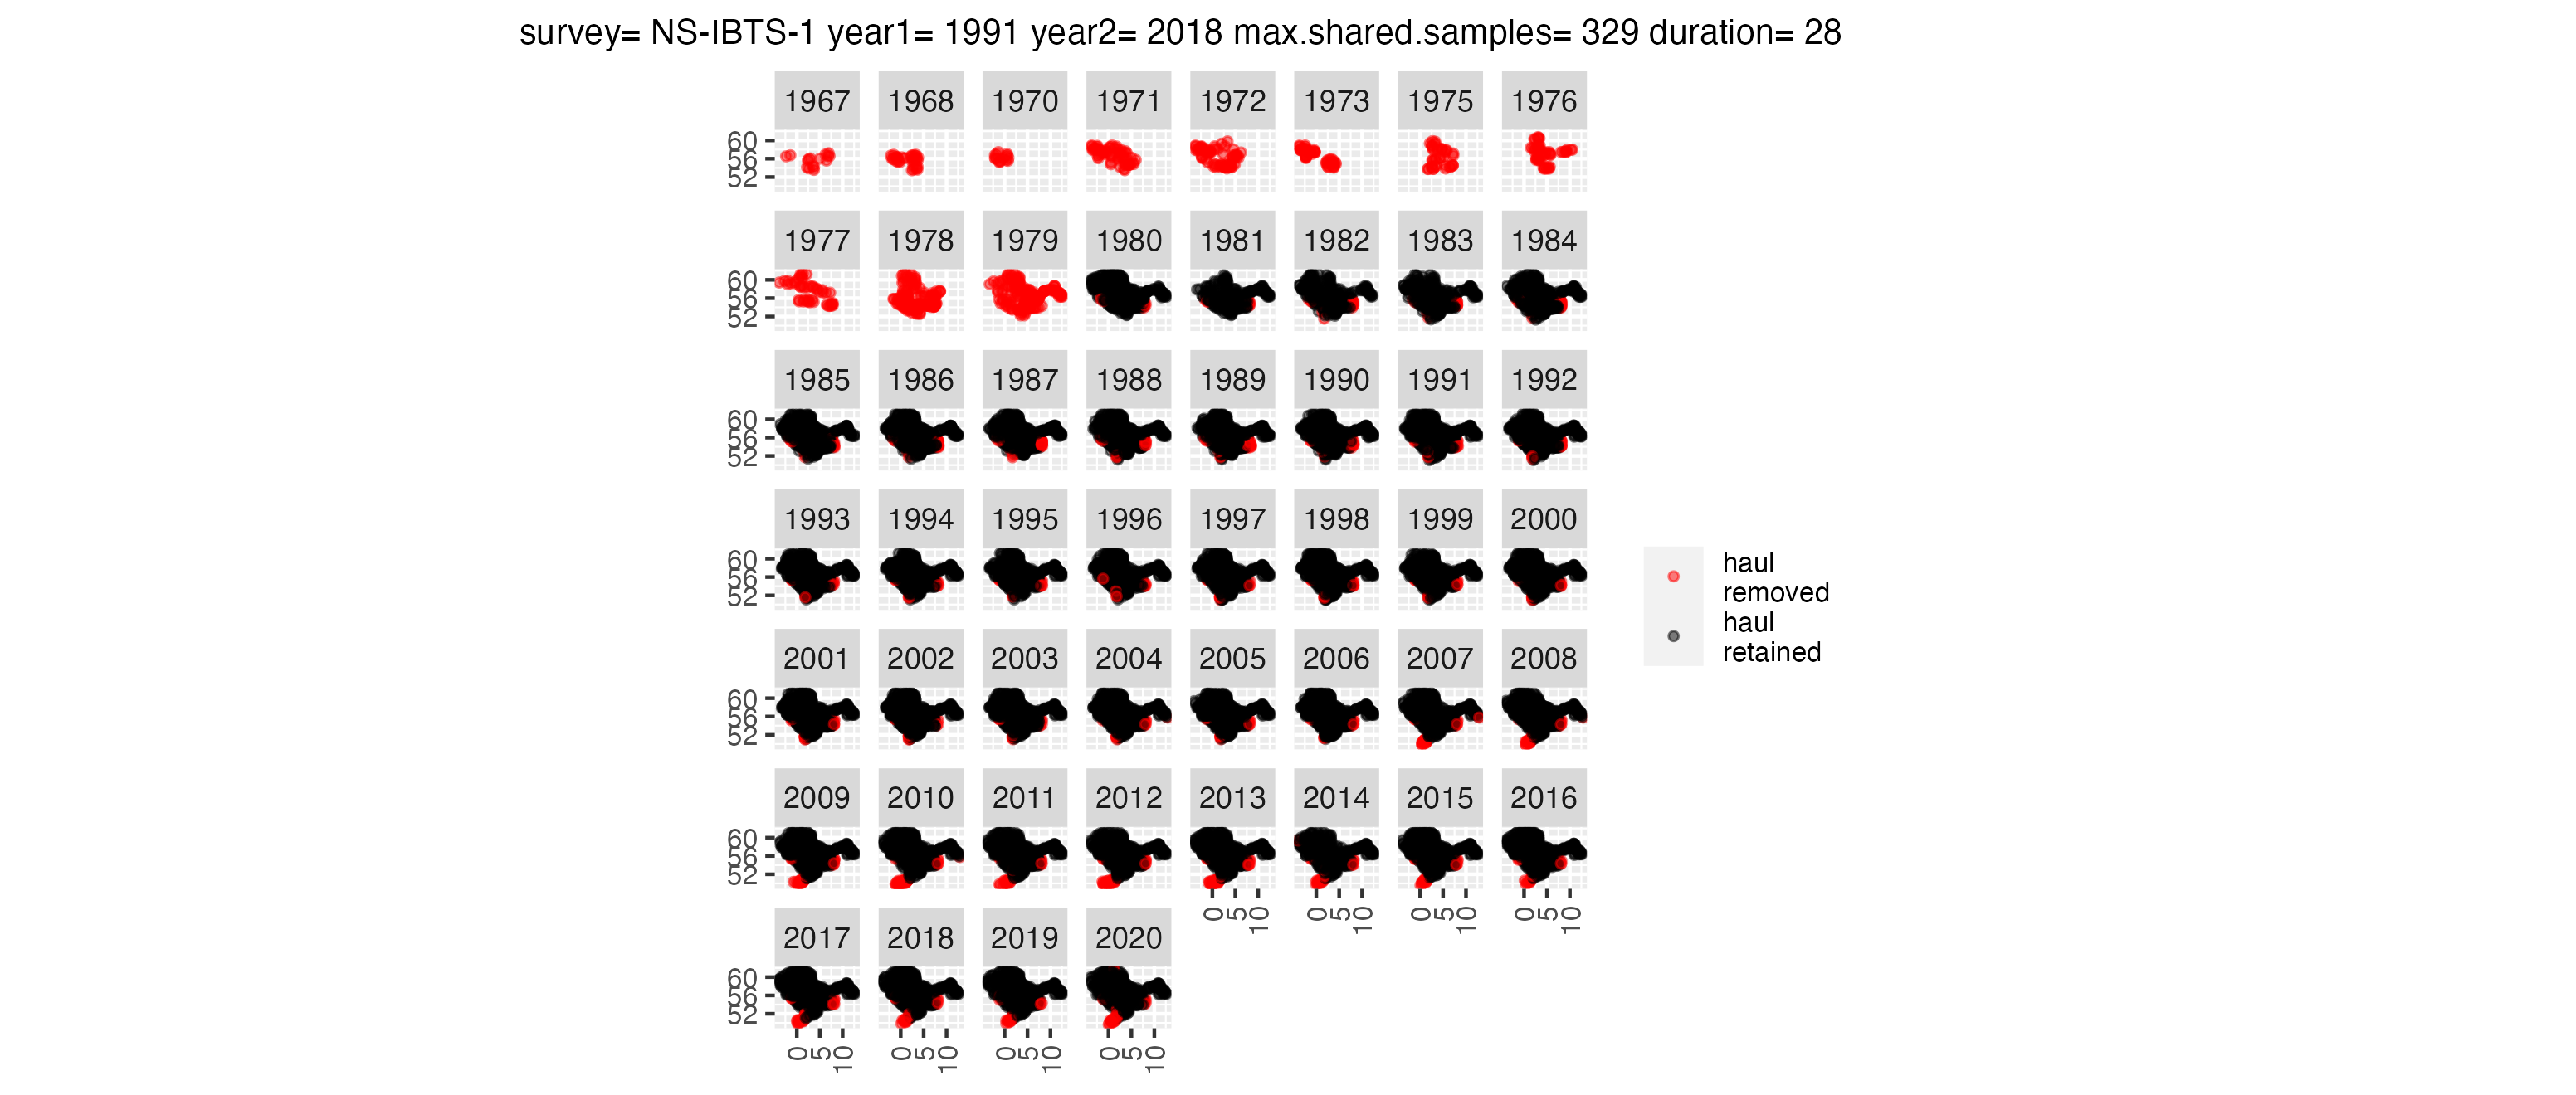 survey= NS-IBTS-1 year1= 1991 year2= 2018 max.shared.samples= 329 duration= 28
1967 1968 1970 1971 1972 1973 1975 1976
60
56
52
1977 1978 1979 1980 1981 1982 1983 1984
60
56
52
1985 1986 1987 1988 1989 1990 1991 1992
60
56
52
1993 1994 1995 1996 1997 1998 1999 2000
60
56
52
haul
removed
haul
retained
2001 2002 2003 2004 2005 2006 2007 2008
60
56
52
2009 2010 2011 2012 2013 2014 2015 2016
60
56
52
0 5 10 0 5 10 0 5 10 0 5 10
2017 2018 2019 2020
60
56
52
0 5 10 0 5 10 0 5 10 0 5 10